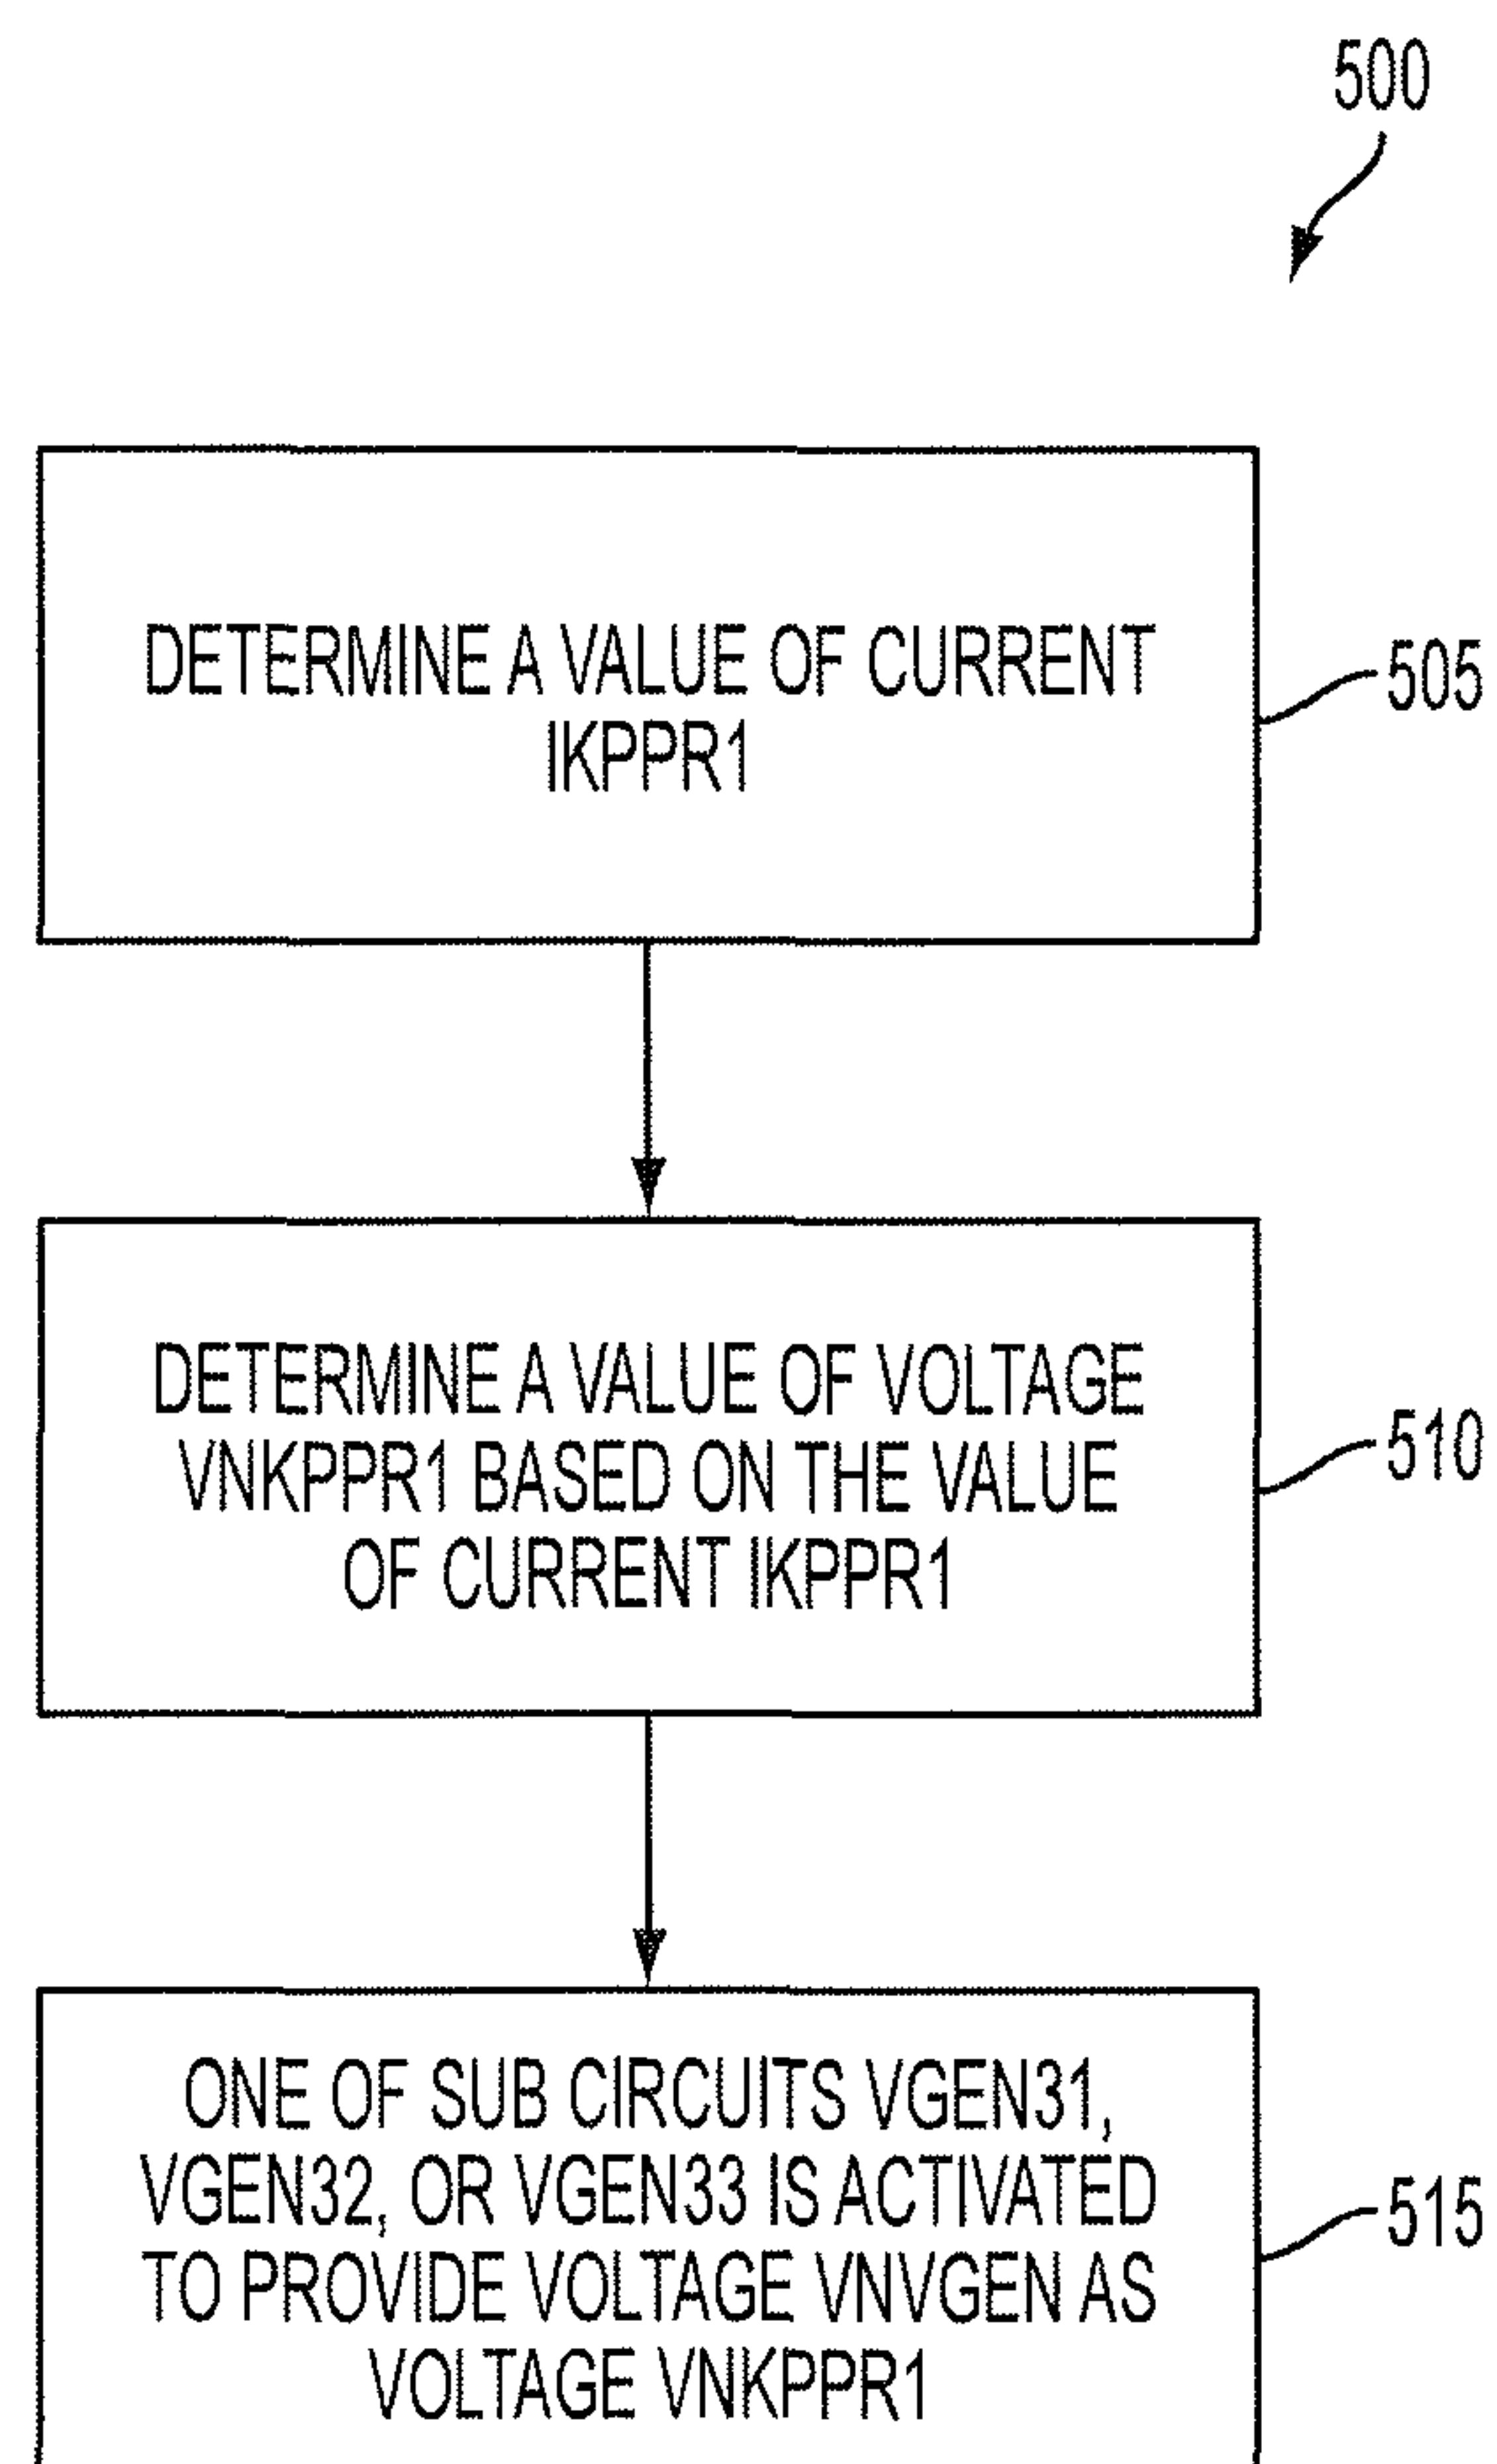 500
DETERMINE A VALUE OF CURRENT
IKPPR1
505
DETERMINE A VALUE OF VOLTAGE
VNKPPR1 BASED ON THE VALUE
OF CURRENT IKPPR1
510
ONE OF SUB CIRCUITS VGEN31,
VGEN32, OR VGEN33 IS ACTIVATED
TO PROVIDE VOLTAGE VNVGEN AS
VOLTAGE VNKPPR1
515